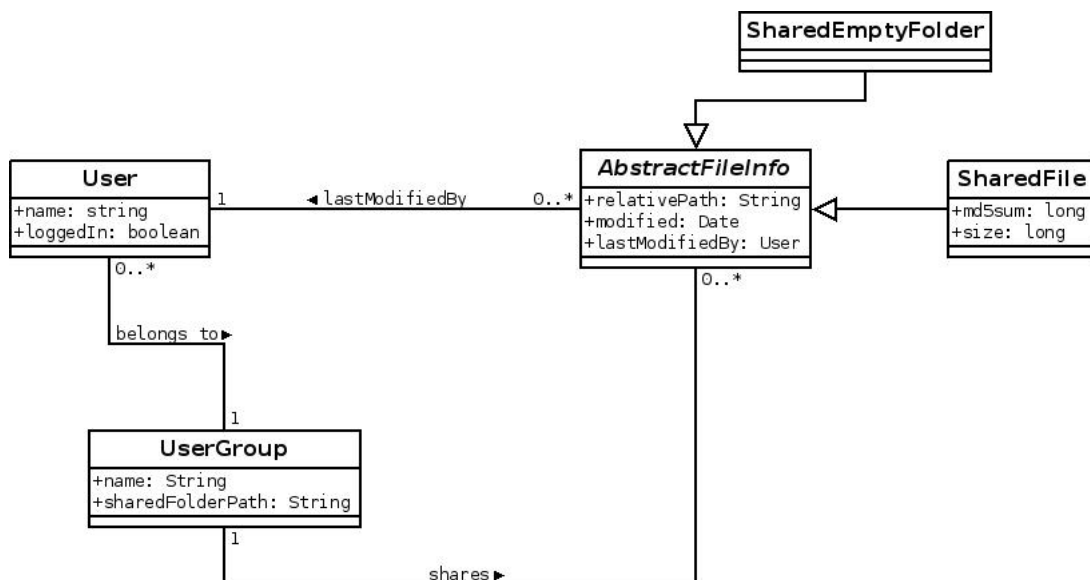 SharedEmptyFolder
User
+name: string
+loggedIn: boolean
1
◄ lastModifiedBy
0..*
AbstractFileInfo
+relativePath: String
+modified: Date
+lastModifiedBy: User
SharedFile
+md5sum: long
+size: long
0..*
0..*
belongs to►
1
UserGroup
+name: String
+sharedFolderPath: String
1
shares►